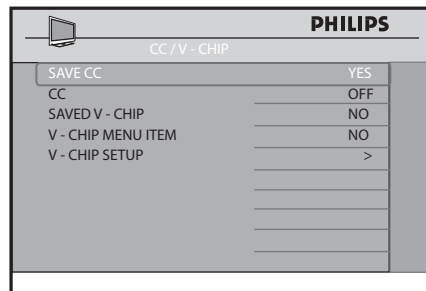 PHILIPS
CC / V - CHIP
SAVE CC YES
CC OFF
SAVED V - CHIP NO
V - CHIP MENU ITEM NO
V - CHIP SETUP >